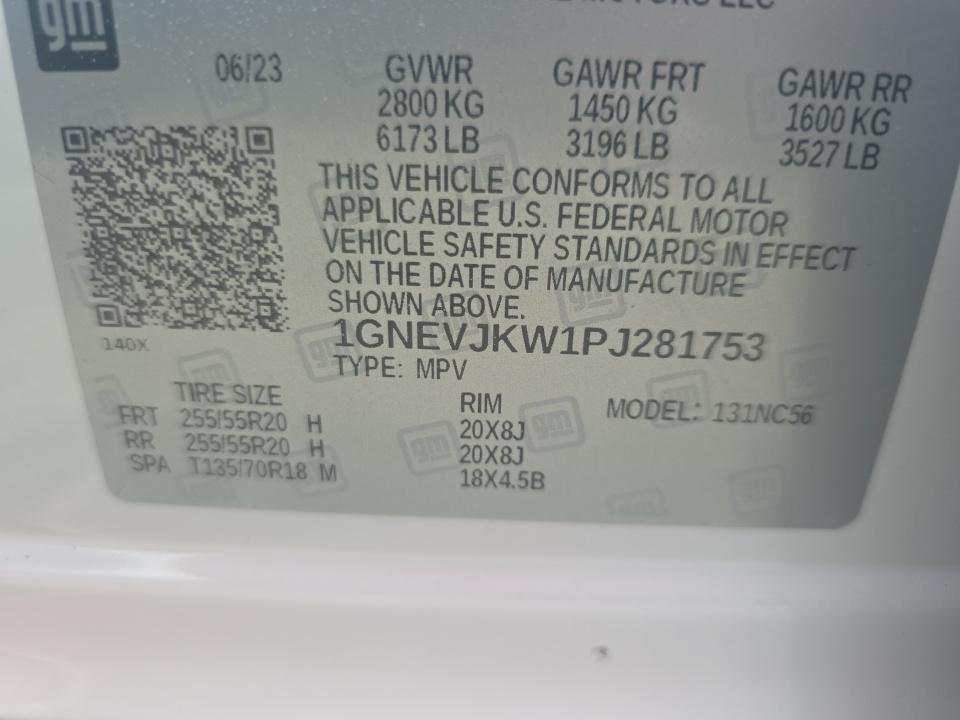 gm
MOTORS LLC
06/23 GVWR GAWR FRT GAWR RR
2800 KG 1450 KG 1600 KG
6173 LB 3196 LB 3527 LB
THIS VEHICLE CONFORMS TO ALL
APPLICABLE U.S. FEDERAL MOTOR
VEHICLE SAFETY STANDARDS IN EFFECT
ON THE DATE OF MANUFACTURE
SHOWN ABOVE.
1GNEVJKW1PJ281753
140X
TYPE: MPV
TIRE SIZE RIM MODEL: 131NC56
FRT 255/55R20 H 20X8J
RR 255/55R20 H 20X8J
SPA T135/70R18 M 18X4.5B